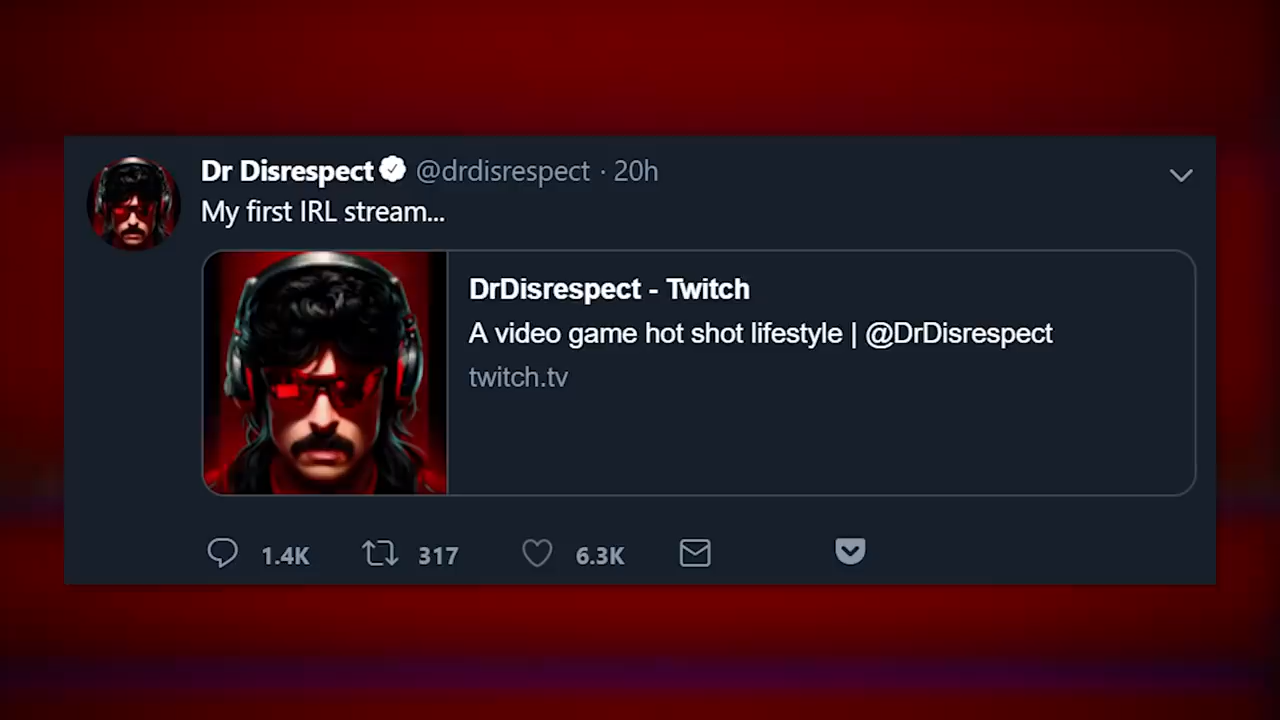 Dr Disrespect @drdisrespect · 20h
My first IRL stream...
DrDisrespect - Twitch
A video game hot shot lifestyle | @DrDisrespect
twitch.tv
1.4K 317 6.3K